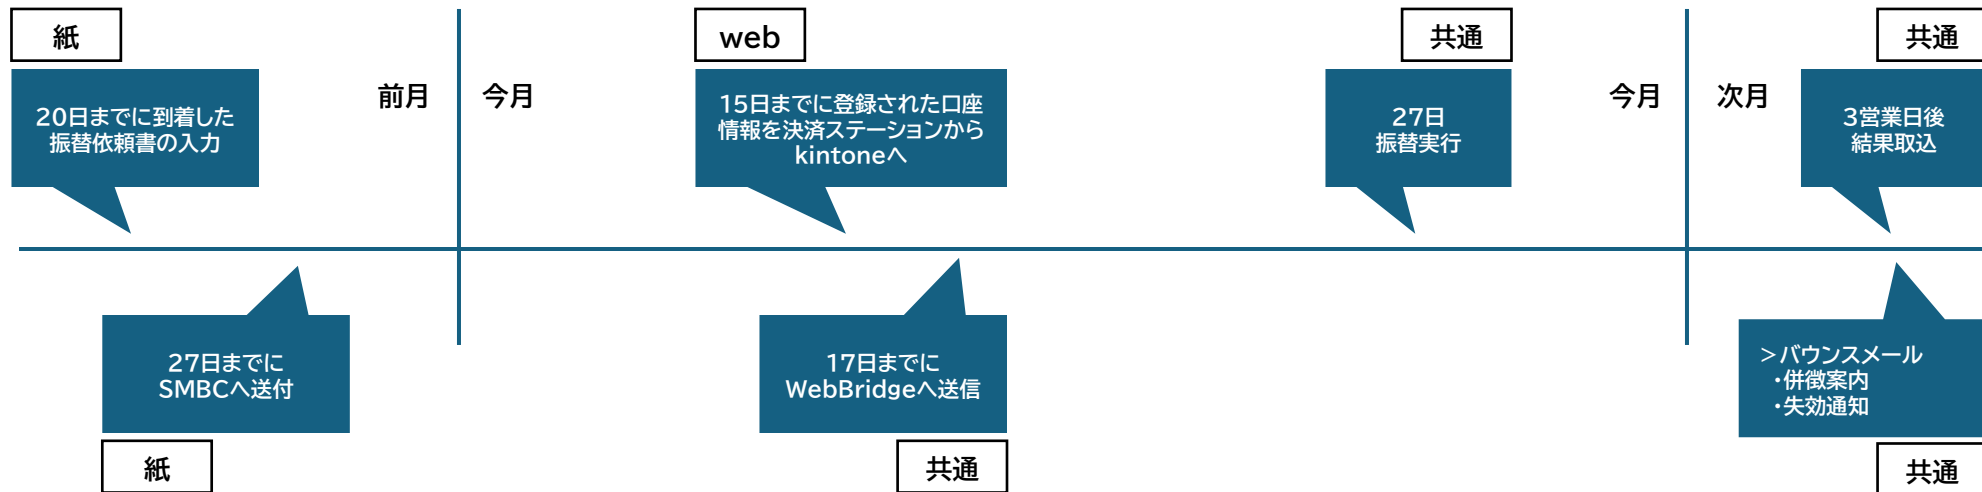 紙
20日までに到着した
振替依頼書の入力
前月
今月
web
15日までに登録された口座
情報を決済ステーションから
kintoneへ
共通
27日
振替実行
今月
次月
共通
3営業日後
結果取込
27日までに
SMBCへ送付
紙
17日までに
WebBridgeへ送信
共通
＞バウンスメール
・併徴案内
・失効通知
共通